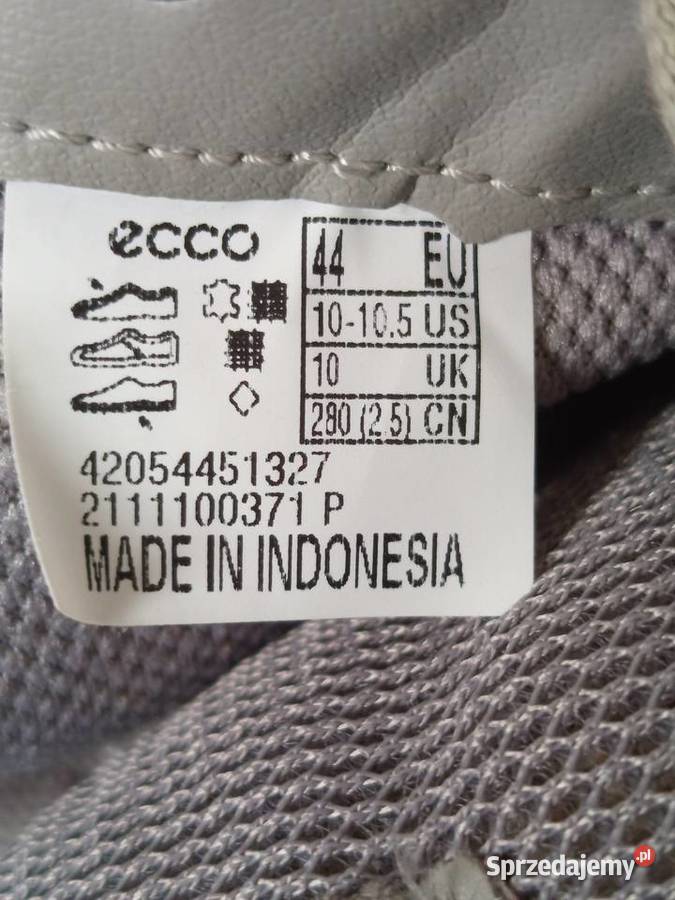 ecco
44 EU
10-10.5 US
10 UK
280 (2.5) CN
42054451327
2111100371 P
MADE IN INDONESIA
Sprzedajemy.pl